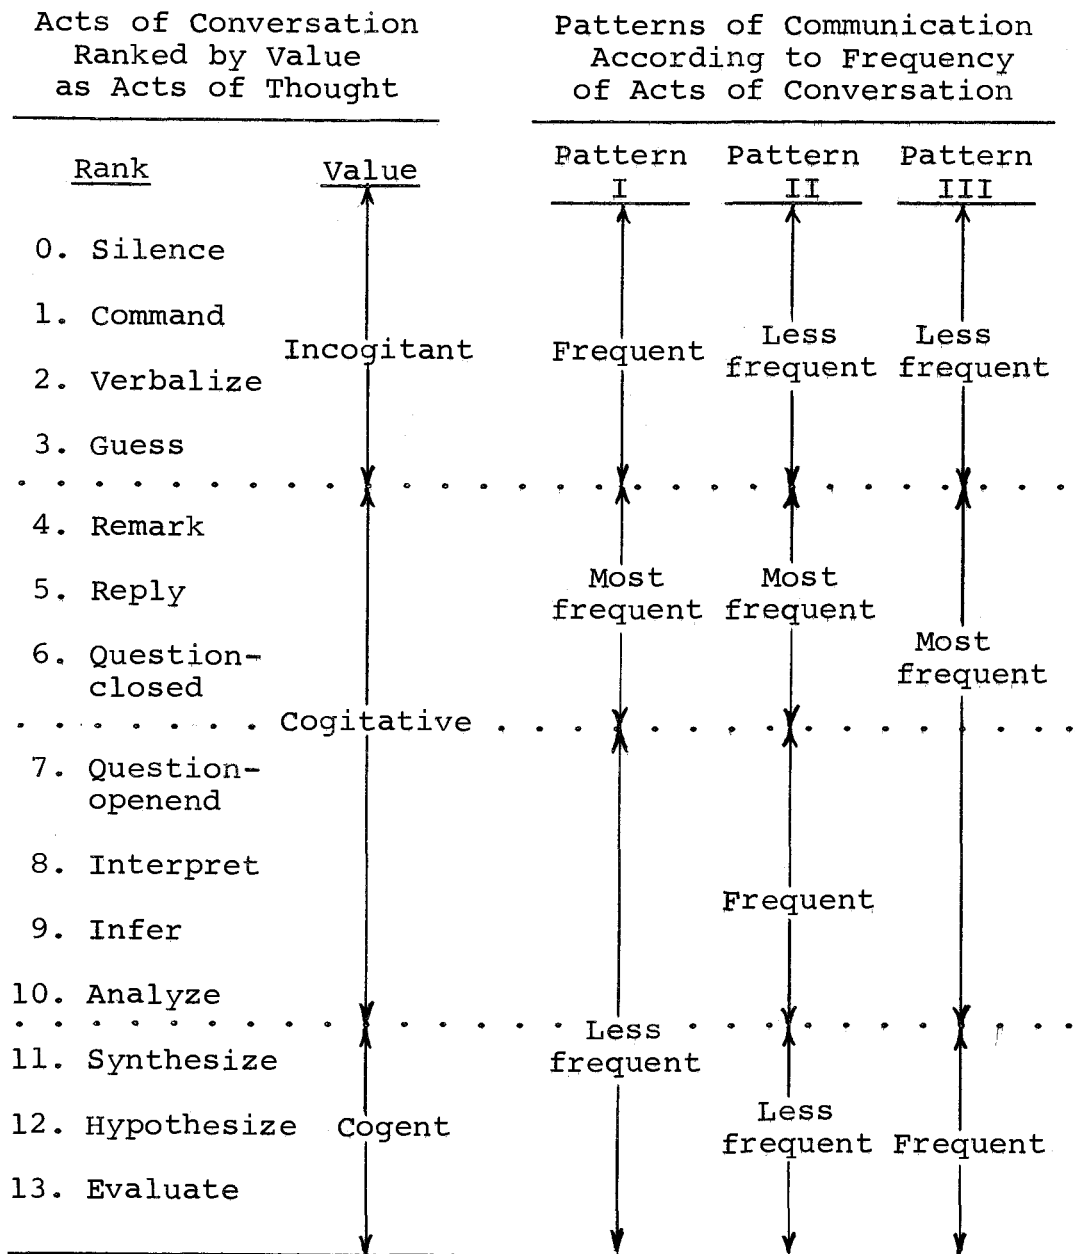 Acts of Conversation
Ranked by Value
as Acts of Thought
Patterns of Communication
According to Frequency
of Acts of Conversation
Rank
Value
Pattern I
Pattern II
Pattern III
0. Silence
1. Command
2. Verbalize
3. Guess
Incogitant
Frequent
Less
frequent
Less
frequent
4. Remark
5. Reply
6. Question-
closed
Most
frequent
Most
frequent
Most
frequent
Cogitative
7. Question-
openend
8. Interpret
9. Infer
10. Analyze
Frequent
Less
frequent
11. Synthesize
12. Hypothesize
13. Evaluate
Cogent
Less
frequent
Frequent